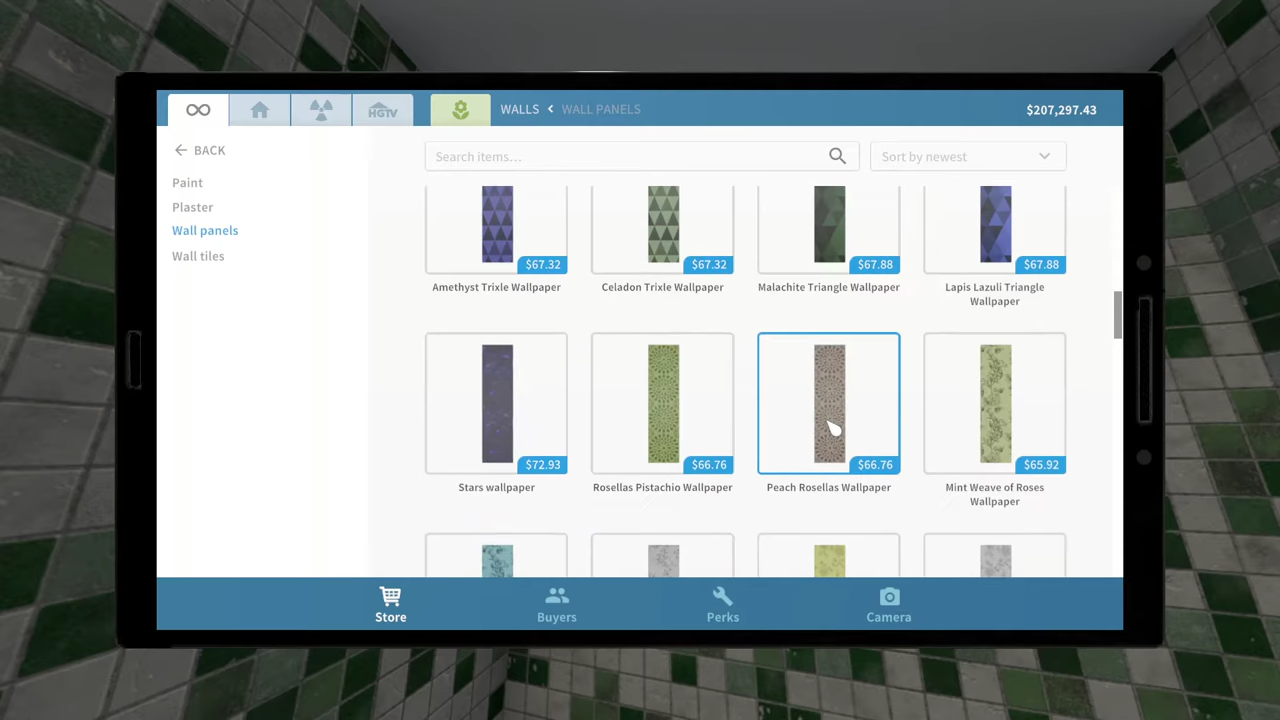 HGTV
WALLS < WALL PANELS
$207,297.43
BACK
Search items...
Sort by newest
Paint
Plaster
Wall panels
Wall tiles
$67.32
$67.32
$67.88
$67.88
Amethyst Trixle Wallpaper
Celadon Trixle Wallpaper
Malachite Triangle Wallpaper
Lapis Lazuli Triangle
Wallpaper
$72.93
$66.76
$66.76
$65.92
Stars wallpaper
Rosellas Pistachio Wallpaper
Peach Rosellas Wallpaper
Mint Weave of Roses
Wallpaper
Store
Buyers
Perks
Camera